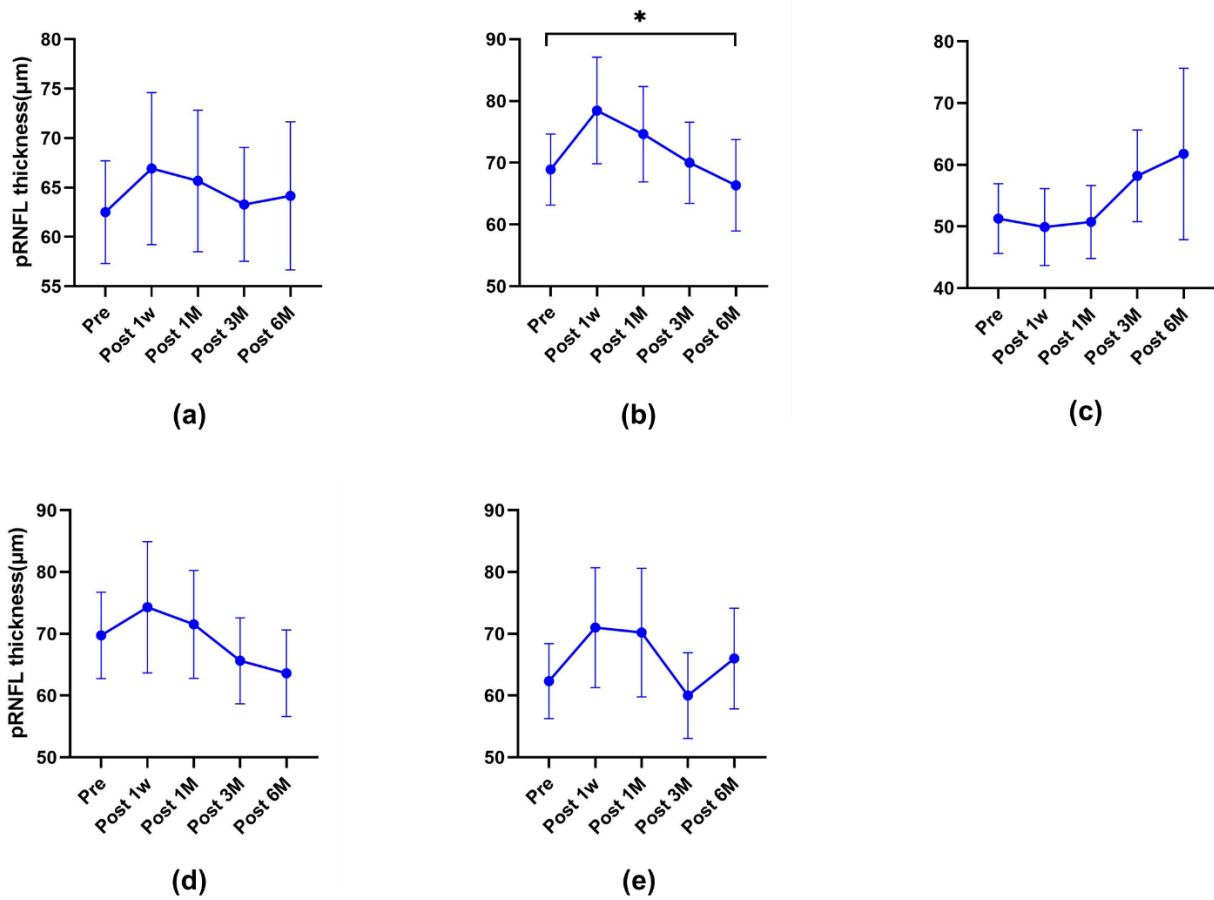 pRNFL thickness(μm)
80
75
70
65
60
55
Pre
Post 1w
Post 1M
Post 3M
Post 6M
(a)
*
90
80
70
60
50
Pre
Post 1w
Post 1M
Post 3M
Post 6M
(b)
80
70
60
50
40
Pre
Post 1w
Post 1M
Post 3M
Post 6M
(c)
pRNFL thickness(μm)
90
80
70
60
50
Pre
Post 1w
Post 1M
Post 3M
Post 6M
(d)
90
80
70
60
50
Pre
Post 1w
Post 1M
Post 3M
Post 6M
(e)